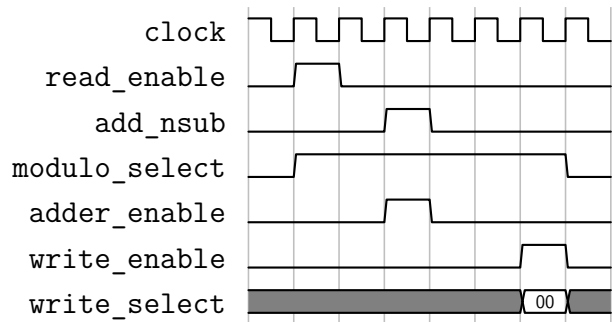 clock
read_enable
add_nsub
modulo_select
adder_enable
write_enable
write_select 00